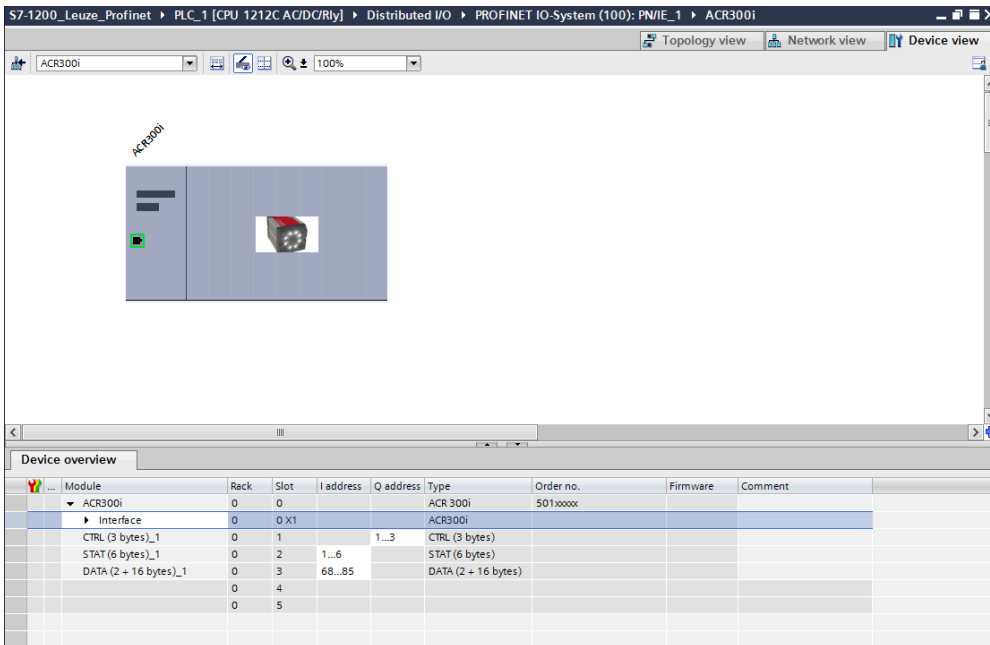 S7-1200_Leuze_Profinet ▸ PLC_1 [CPU 1212C AC/DC/Rly] ▸ Distributed I/O ▸ PROFINET IO-System (100): PN/IE_1 ▸ ACR300i
Topology view Network view Device view
ACR300i 100%
ACR300i
Device overview
... Module Rack Slot I address Q address Type Order no. Firmware Comment
ACR300i 0 0 ACR 300i 501xxxxx
Interface 0 0 X1 ACR300i
CTRL (3 bytes)_1 0 1 1...3 CTRL (3 bytes)
STAT (6 bytes)_1 0 2 1...6 STAT (6 bytes)
DATA (2 + 16 bytes)_1 0 3 68...85 DATA (2 + 16 bytes)
0 4
0 5